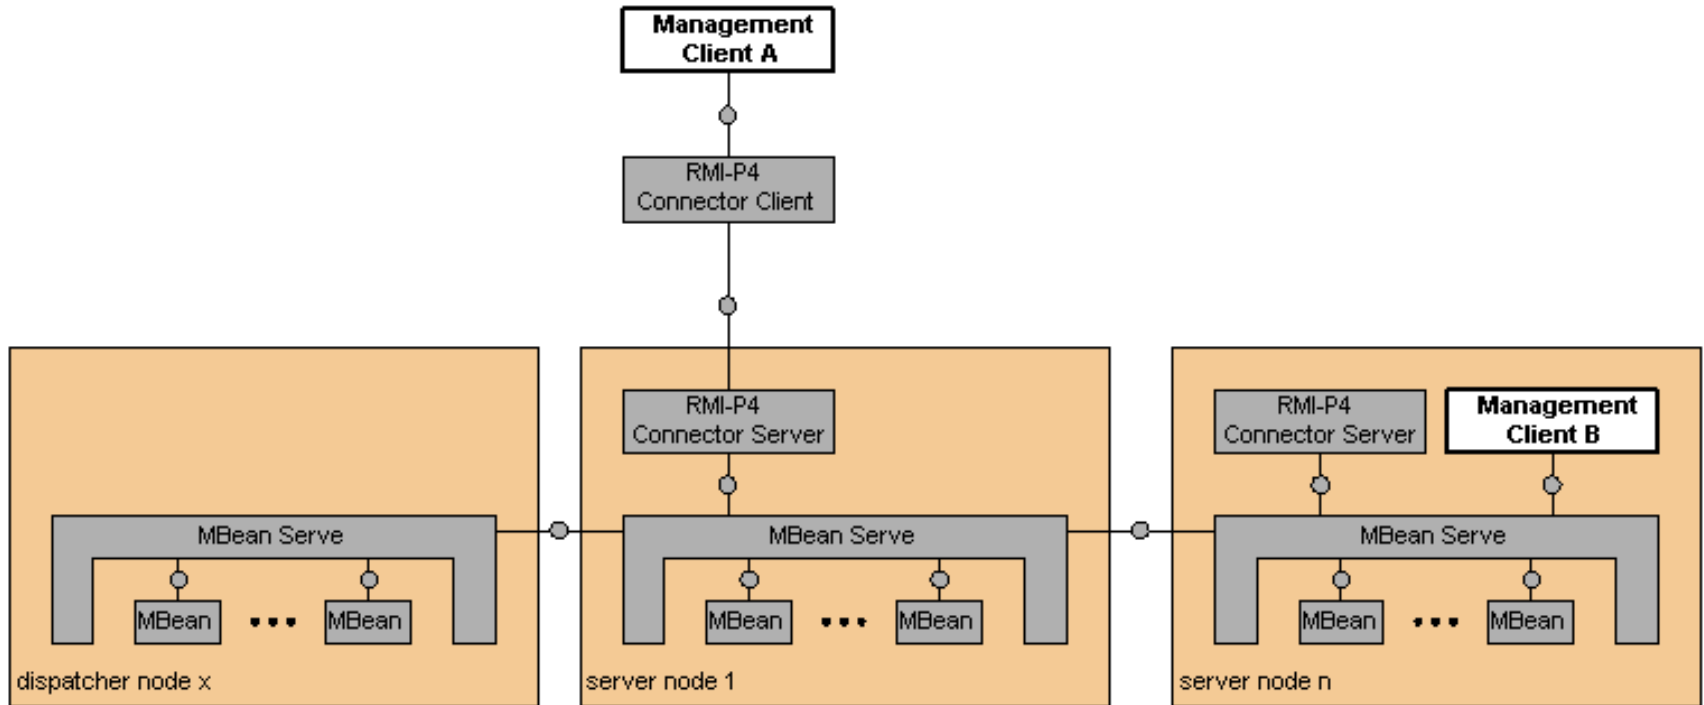 Management
Client A
RMI-P4
Connector Client
RMI-P4
Connector Server
RMI-P4
Connector Server
Management
Client B
MBean Serve
MBean Serve
MBean Serve
MBean
MBean
MBean
MBean
MBean
MBean
dispatcher node x
server node 1
server node n